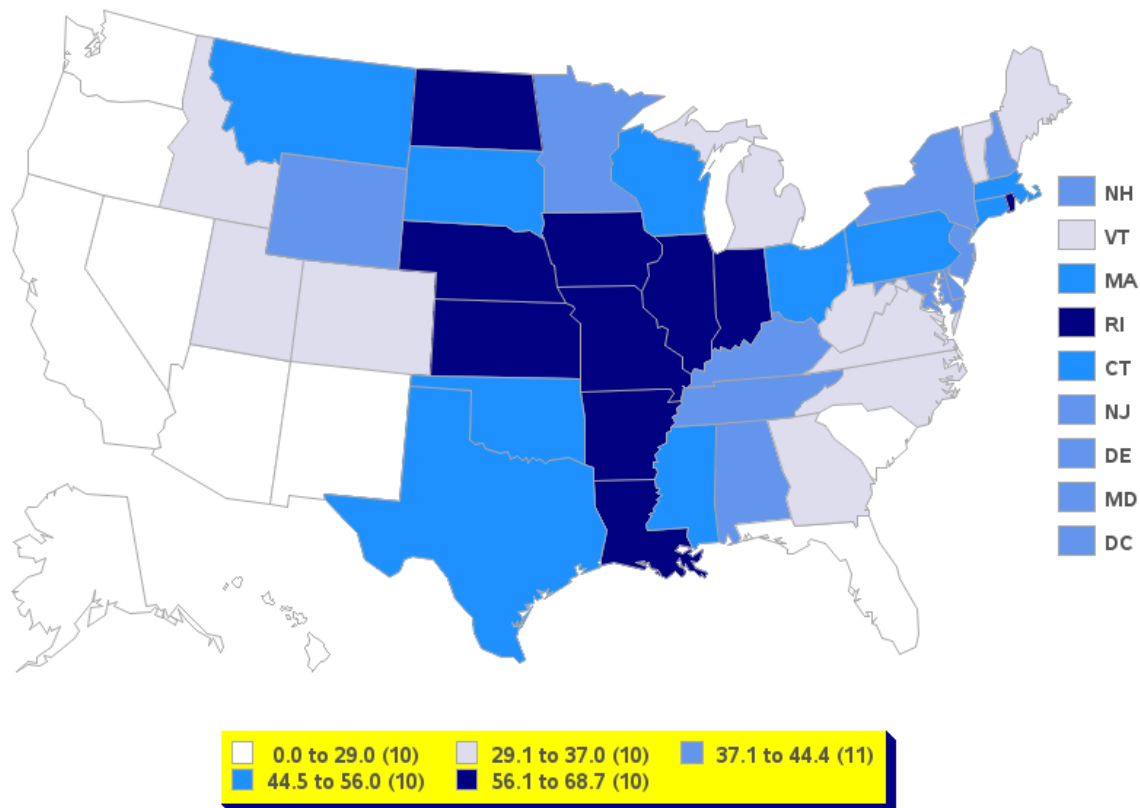 NH
VT
MA
RI
CT
NJ
DE
MD
DC
0.0 to 29.0 (10) 29.1 to 37.0 (10) 37.1 to 44.4 (11)
44.5 to 56.0 (10) 56.1 to 68.7 (10)